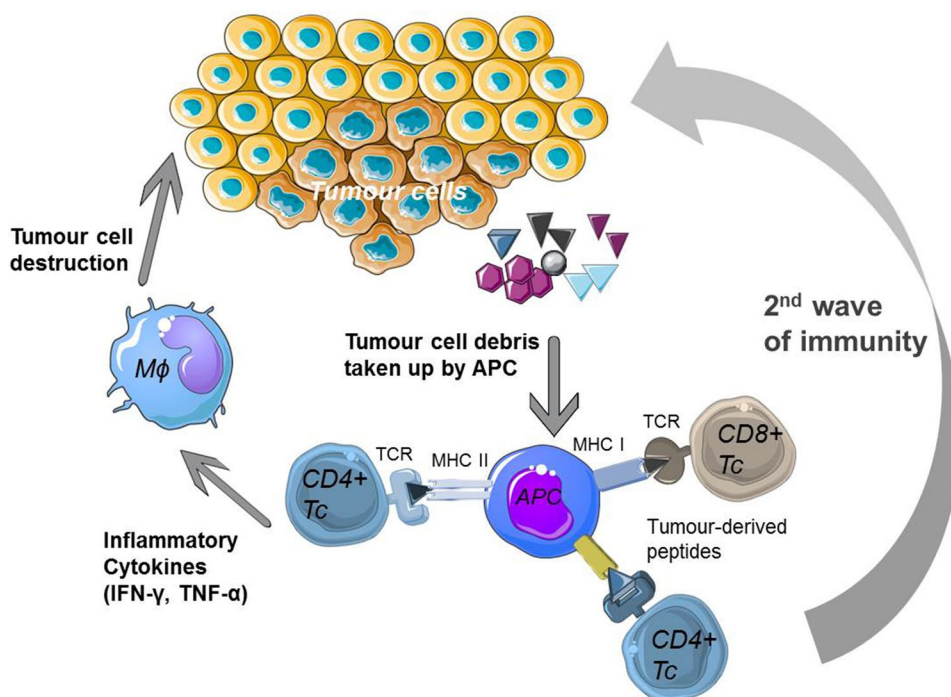 Tumour cells
Tumour cell
destruction
2nd wave
of immunity
Tumour cell debris
taken up by APC
Mφ
TCR
MHC II
MHC I
TCR
CD8+
Tc
CD4+
Tc
APC
Tumour-derived
peptides
Inflammatory
Cytokines
(IFN-γ, TNF-α)
CD4+
Tc